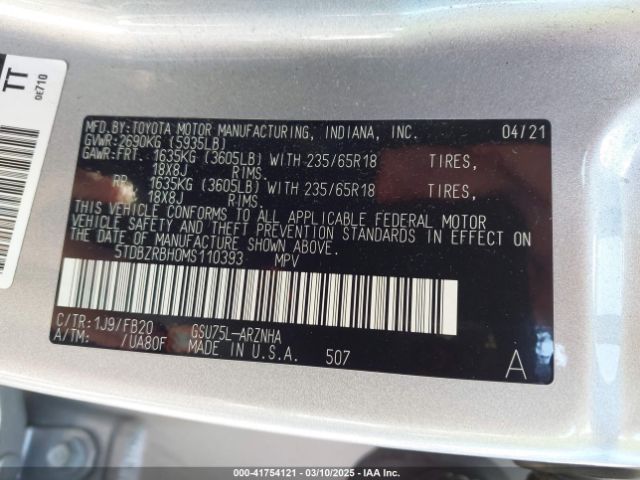 TT
0E710
MFD.BY:TOYOTA MOTOR MANUFACTURING, INDIANA, INC. 04/21
GVWR:2690KG (5935LB)
GAWR:FRT. 1635KG (3605LB) WITH 235/65R18 TIRES,
18X8J RIMS.
RR. 1635KG (3605LB) WITH 235/65R18 TIRES,
18X8J RIMS.
THIS VEHICLE CONFORMS TO ALL APPLICABLE FEDERAL MOTOR
VEHICLE SAFETY AND THEFT PREVENTION STANDARDS IN EFFECT ON
THE DATE OF MANUFACTURE SHOWN ABOVE.
5TDBZRBH0MS110393 MPV
C/TR:1J9/FB20 GSU75L-ARZNHA
A/TM: /UA80F MADE IN U.S.A. 507 A
000-41754121 — 03/10/2025 — IAA Inc.